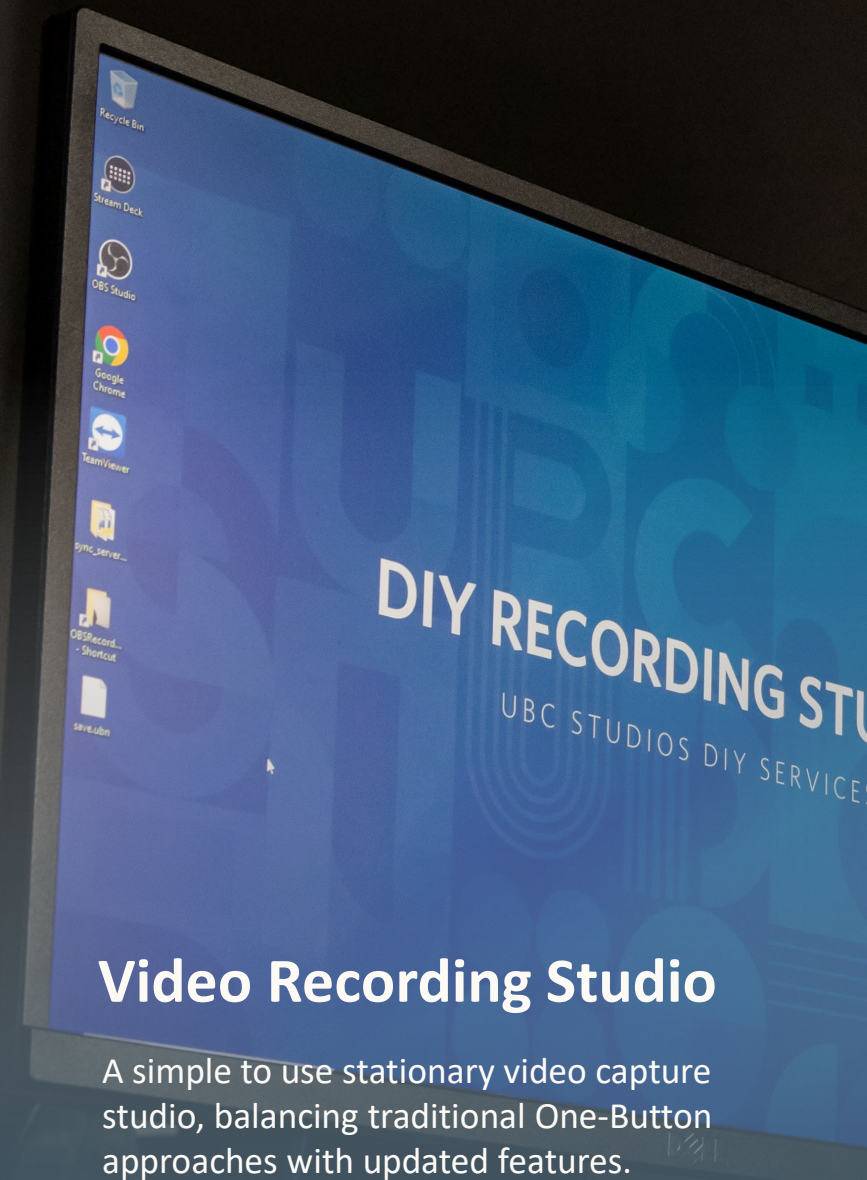 Recycle Bin
Stream Deck
OBS Studio
Google
Chrome
TeamViewer
sync_server...
OBSRecord...
- Shortcut
save.ubn
DIY RECORDING STU
UBC STUDIOS DIY SERVICES
Video Recording Studio
A simple to use stationary video capture
studio, balancing traditional One-Button
approaches with updated features.
DELL